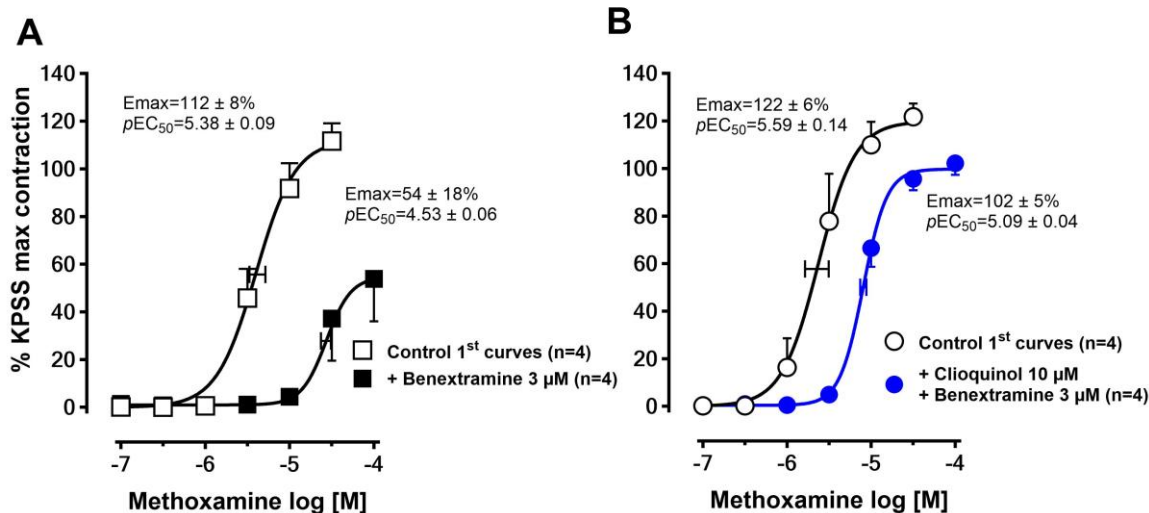 A
% KPSS max contraction
140
120
100
80
60
40
20
0
Emax=112 ± 8%
pEC50=5.38 ± 0.09
Emax=54 ± 18%
pEC50=4.53 ± 0.06
Control 1st curves (n=4)
+ Benextramine 3 μM (n=4)
-7 -6 -5 -4
Methoxamine log [M]
B
140
120
100
80
60
40
20
0
Emax=122 ± 6%
pEC50=5.59 ± 0.14
Emax=102 ± 5%
pEC50=5.09 ± 0.04
Control 1st curves (n=4)
+ Clioquinol 10 μM
+ Benextramine 3 μM (n=4)
-7 -6 -5 -4
Methoxamine log [M]